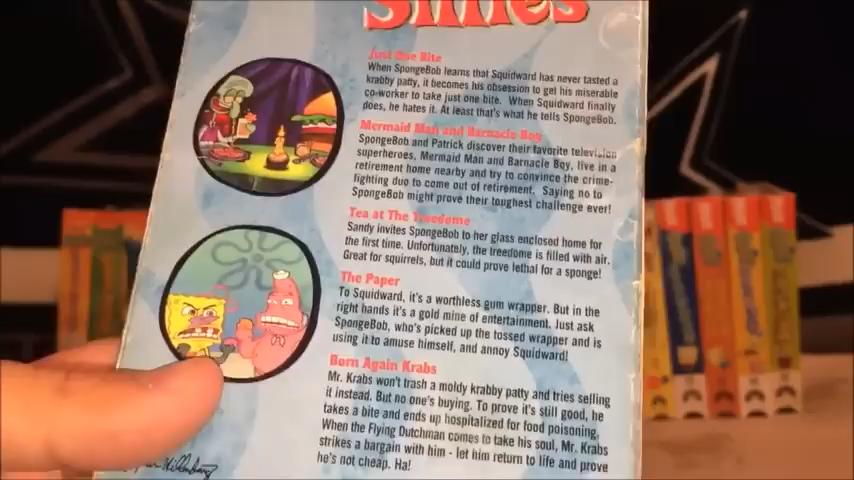 Slimes
Just One Bite
When SpongeBob learns that Squidward has never tasted a
krabby patty, it becomes his obsession to get his miserable
co-worker to take just one bite. When Squidward finally
does, he hates it. At least that's what he tells SpongeBob.
Mermaid Man and Barnacle Boy
SpongeBob and Patrick discover their favorite television
superheroes, Mermaid Man and Barnacle Boy, live in a
retirement home nearby and try to convince the crime-
fighting duo to come out of retirement. Saying no to
SpongeBob might prove their toughest challenge ever!
Tea at The Treedome
Sandy invites SpongeBob to her glass enclosed home for
the first time. Unfortunately, the treedome is filled with air.
Great for squirrels, but it could prove lethal for a sponge!
The Paper
To Squidward, it's a worthless gum wrapper. But in the
right hands it's a gold mine of entertainment. Just ask
SpongeBob, who's picked up the tossed wrapper and is
using it to amuse himself, and annoy Squidward!
Born Again Krabs
Mr. Krabs won't trash a moldy krabby patty and tries selling
it instead. But no one's buying. To prove it's still good, he
takes a bite and ends up hospitalized for food poisoning.
When the Flying Dutchman comes to take his soul, Mr. Krabs
strikes a bargain with him - let him return to life and prove
he's not cheap. Ha!